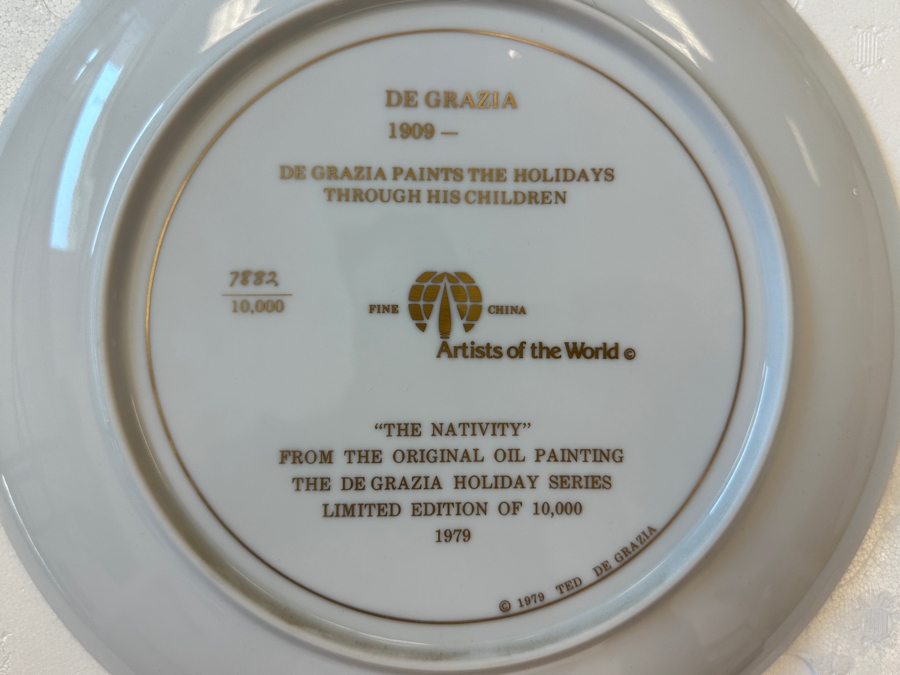 DE GRAZIA
1909 —
DE GRAZIA PAINTS THE HOLIDAYS
THROUGH HIS CHILDREN
7882
10,000
FINE CHINA
Artists of the World ©
“THE NATIVITY”
FROM THE ORIGINAL OIL PAINTING
THE DE GRAZIA HOLIDAY SERIES
LIMITED EDITION OF 10,000
1979
© 1979 TED DE GRAZIA